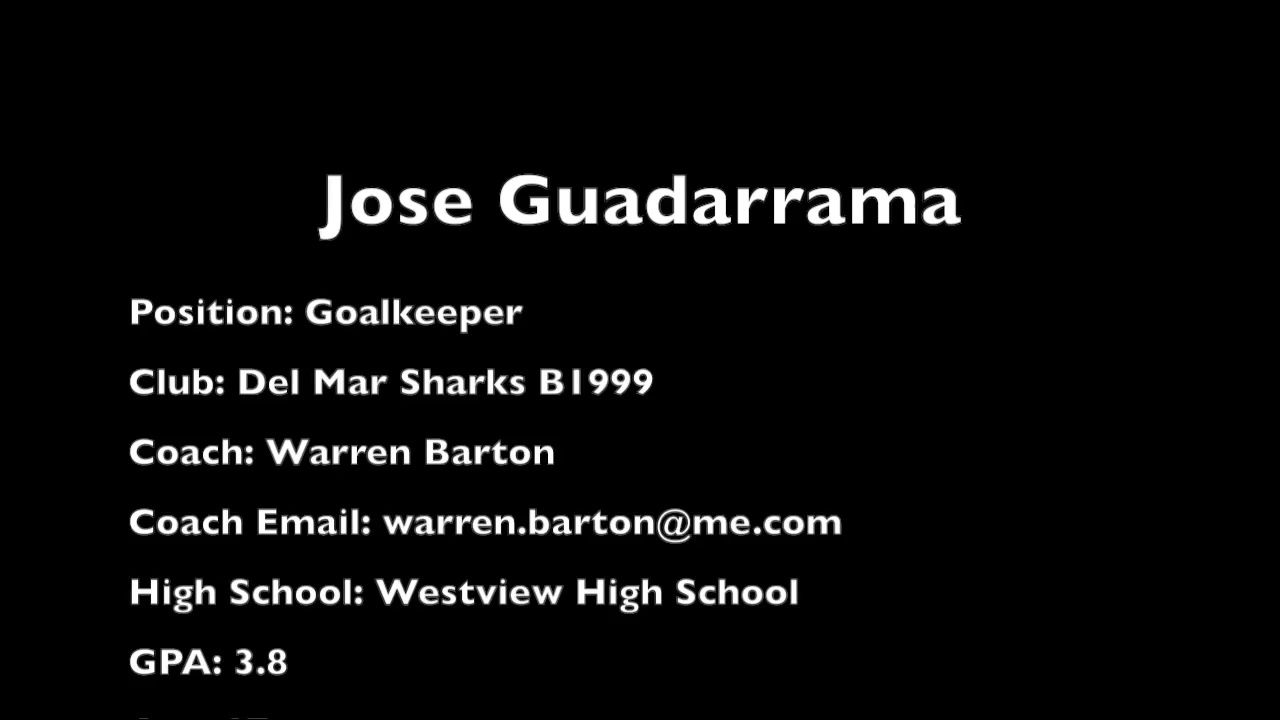 Jose Guadarrama
Position: Goalkeeper
Club: Del Mar Sharks B1999
Coach: Warren Barton
Coach Email: warren.barton@me.com
High School: Westview High School
GPA: 3.8